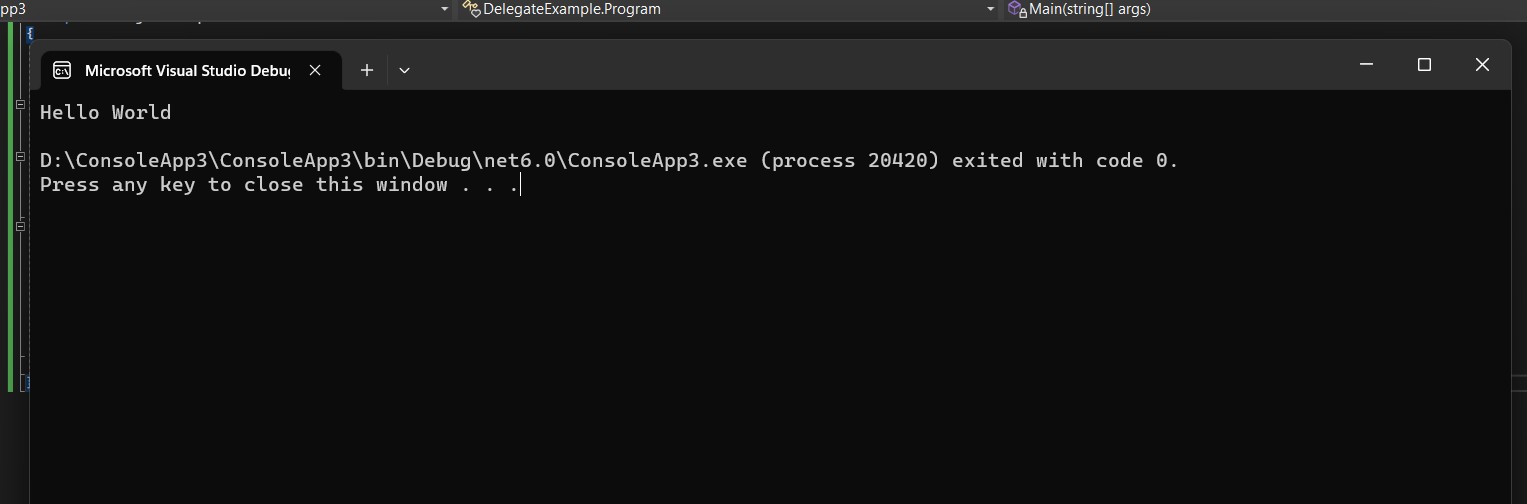 pp3
DelegateExample.Program
Main(string[] args)
{
Microsoft Visual Studio Debu
Hello World
D:\ConsoleApp3\ConsoleApp3\bin\Debug\net6.0\ConsoleApp3.exe (process 20420) exited with code 0.
Press any key to close this window . . .